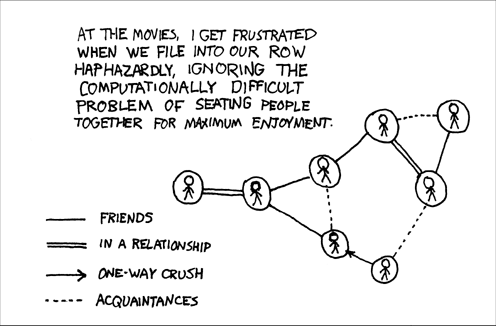 AT THE MOVIES, I GET FRUSTRATED
WHEN WE FILE INTO OUR ROW
HAPHAZARDLY, IGNORING THE
COMPUTATIONALLY DIFFICULT
PROBLEM OF SEATING PEOPLE
TOGETHER FOR MAXIMUM ENJOYMENT.
FRIENDS
IN A RELATIONSHIP
ONE-WAY CRUSH
ACQUAINTANCES